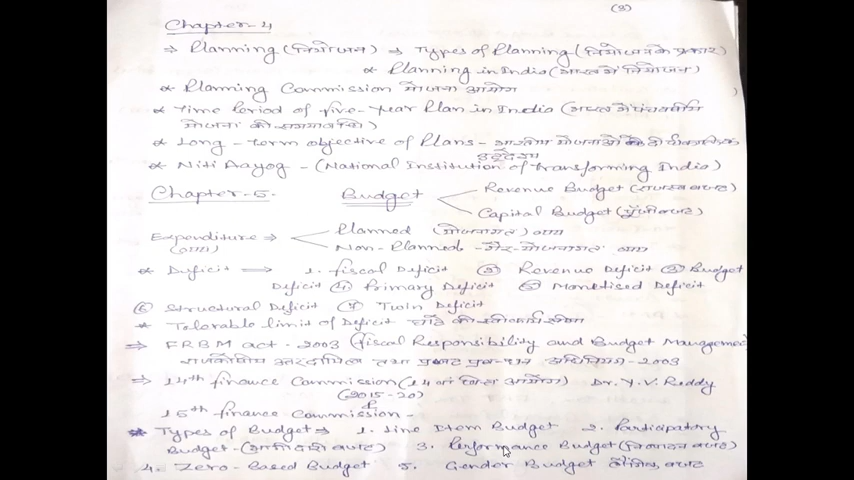 (3)
Chapter-4
⇒ Planning (नियोजन) ⇒ Types of Planning (नियोजन के प्रकार)
* Planning in India (भारत में नियोजन)
* Planning Commission योजना आयोग
* Time Period of Five-Year Plan in India (भारत में पंचवर्षीय
योजना की समयावधि)
* Long-term objective of Plans - भारतीय योजनाओं के दीर्घकालिक
उद्देश्य
* Niti Aayog - (National Institution of Transforming India)
Chapter-5. Budget Revenue Budget (राजस्व बजट)
Capital Budget (पूँजी बजट)
Expenditure ⇒ Planned (योजनागत) व्यय
(व्यय) Non-Planned - गैर-योजनागत व्यय
* Deficit ⇒ 1. Fiscal Deficit ② Revenue Deficit ③ Budget
Deficit ④ Primary Deficit ⑤ Monetised Deficit
⑥ Structural Deficit ⑦ Twin Deficit
* Tolarable limit of Deficit घाटे की स्वीकार्य सीमा
⇒ FRBM act - 2003 (Fiscal Responsibility and Budget Management
राजकोषीय उत्तरदायित्व तथा बजट प्रबन्धन अधिनियम - 2003
⇒ 14th Finance Commission (14वां वित्त आयोग) Dr. Y. V. Reddy
(2015-20)
&
15th Finance Commission -
* Types of Budget ⇒ 1. Line Item Budget 2. Participatory
Budget - (भागीदारी बजट) 3. Performance Budget (निष्पादन बजट)
4. Zero-Based Budget 5. Gender Budget लैंगिक बजट